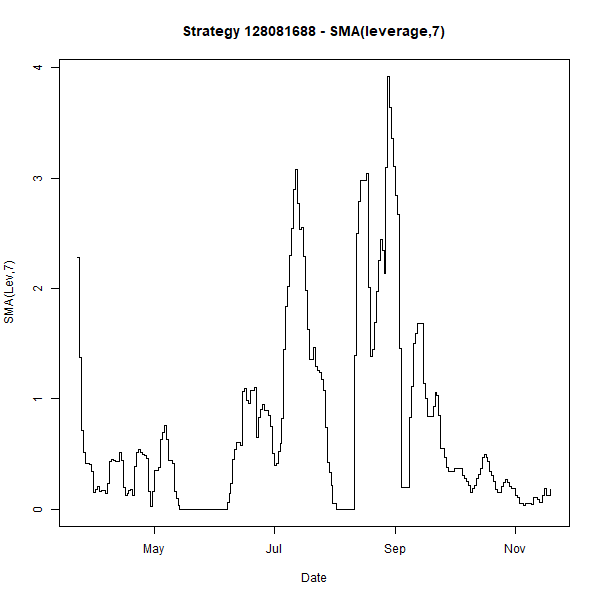 Strategy 128081688 - SMA(leverage,7)
SMA(Lev,7)
4
3
2
1
0
May
Jul
Sep
Nov
Date